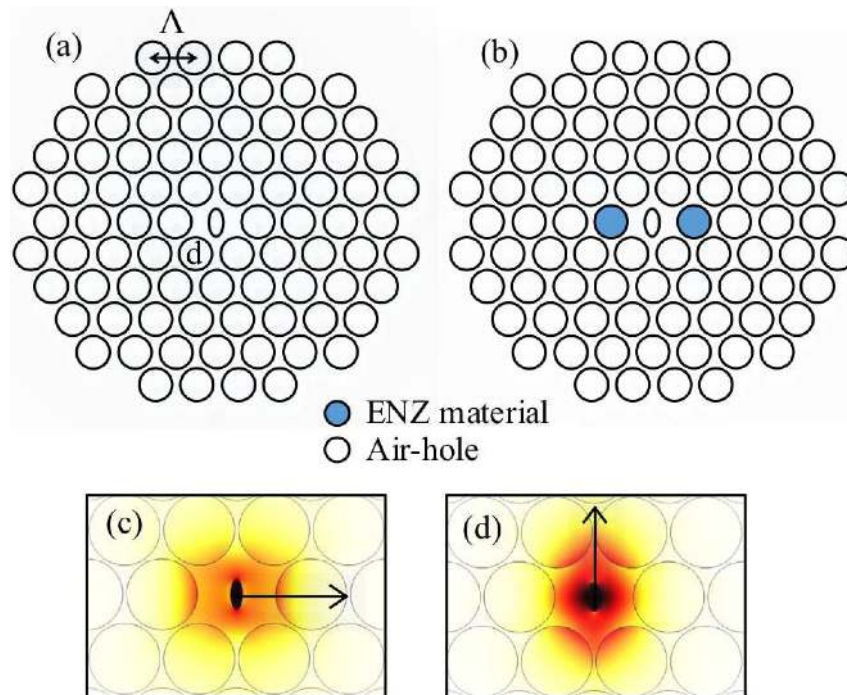 (a)
Λ
(b)
d
ENZ material
Air-hole
(c)
(d)